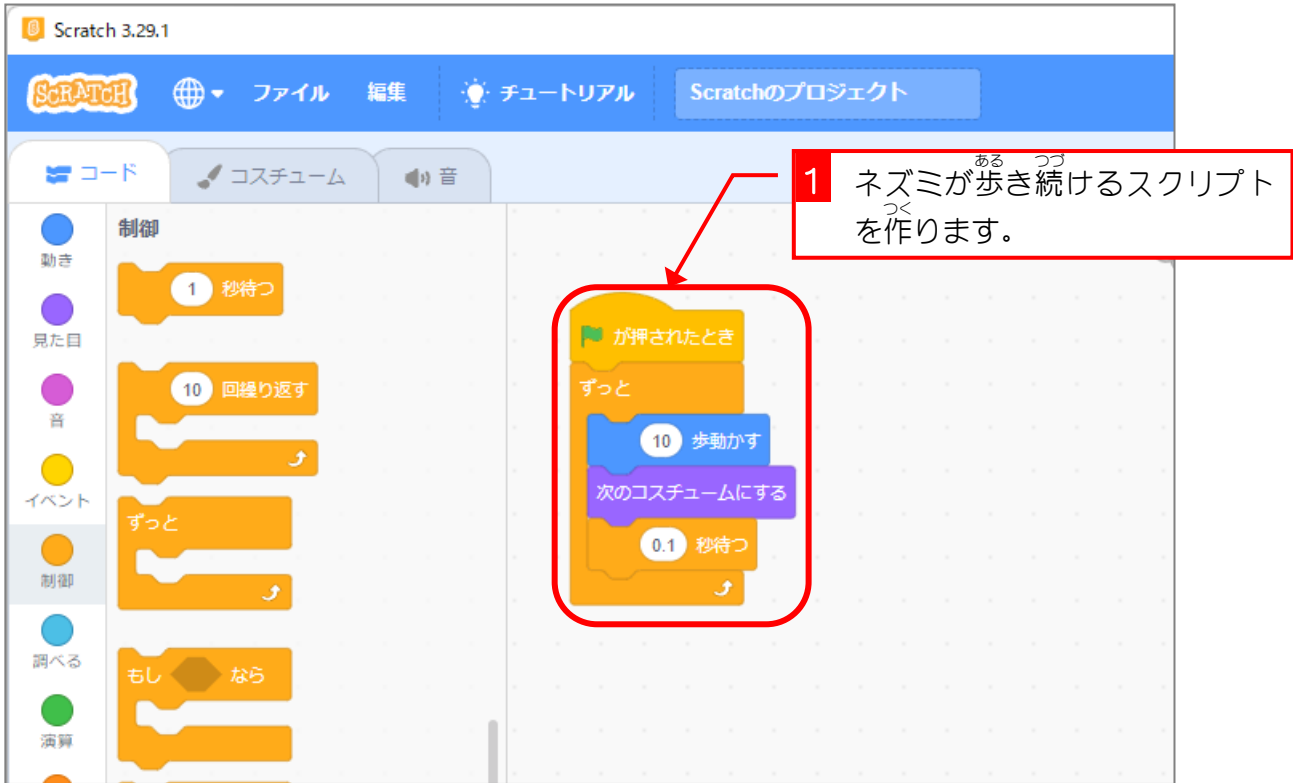 Scratch 3.29.1
SCRATCH ファイル 編集 チュートリアル Scratchのプロジェクト
コード コスチューム 音
1 ネズミが歩き続けるスクリプト
ある つづ
を作ります。
つく
動き
見た目
音
イベント
制御
調べる
演算
制御
1 秒待つ
10 回繰り返す
ずっと
もし なら
が押されたとき
ずっと
10 歩動かす
次のコスチュームにする
0.1 秒待つ